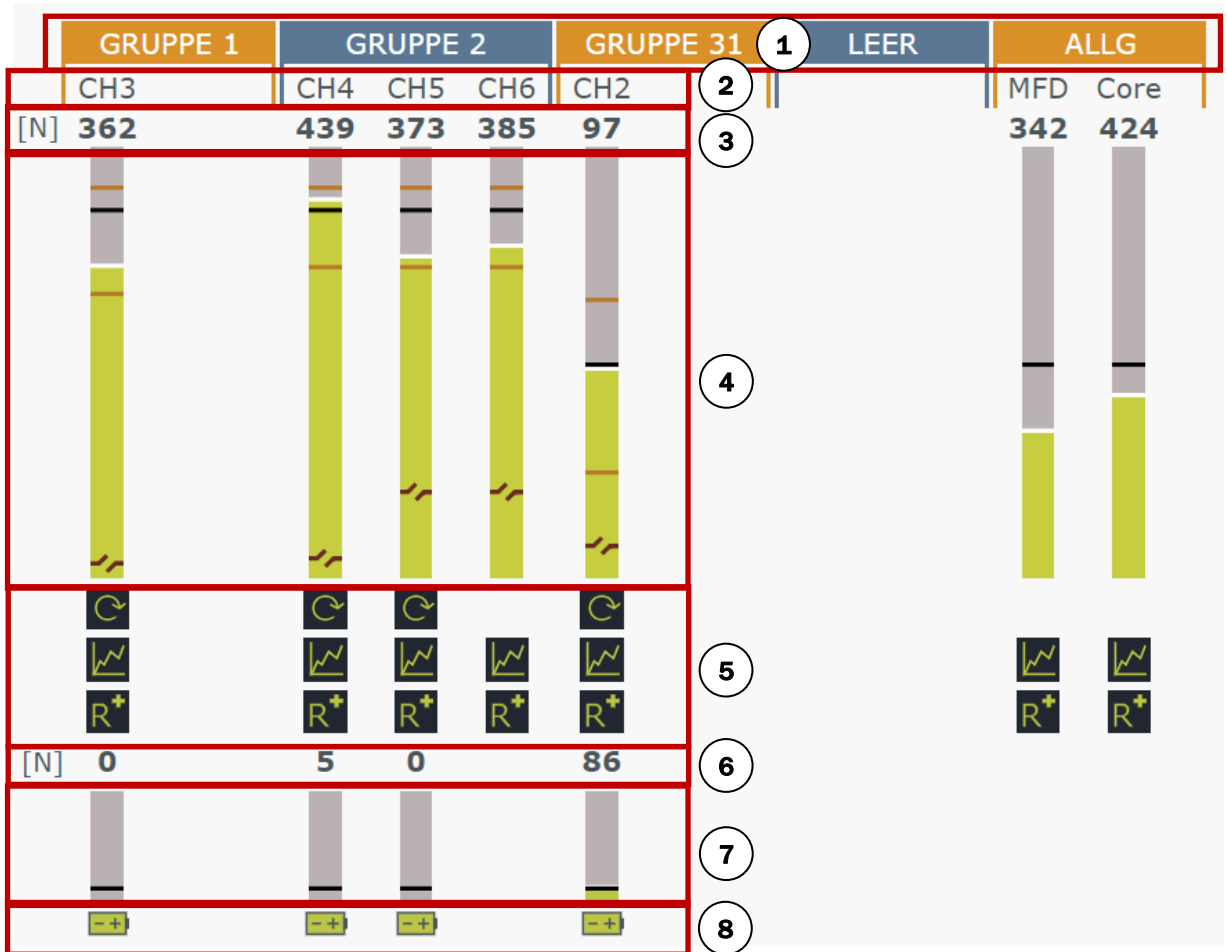 GRUPPE 1 GRUPPE 2 GRUPPE 31 1 LEER ALLG
CH3 CH4 CH5 CH6 CH2 2 MFD Core
[N] 362 439 373 385 97 3 342 424
4
5
R+ R+ R+ R+ R+ R+ R+
[N] 0 5 0 86 6
7
- + - + - + - + 8